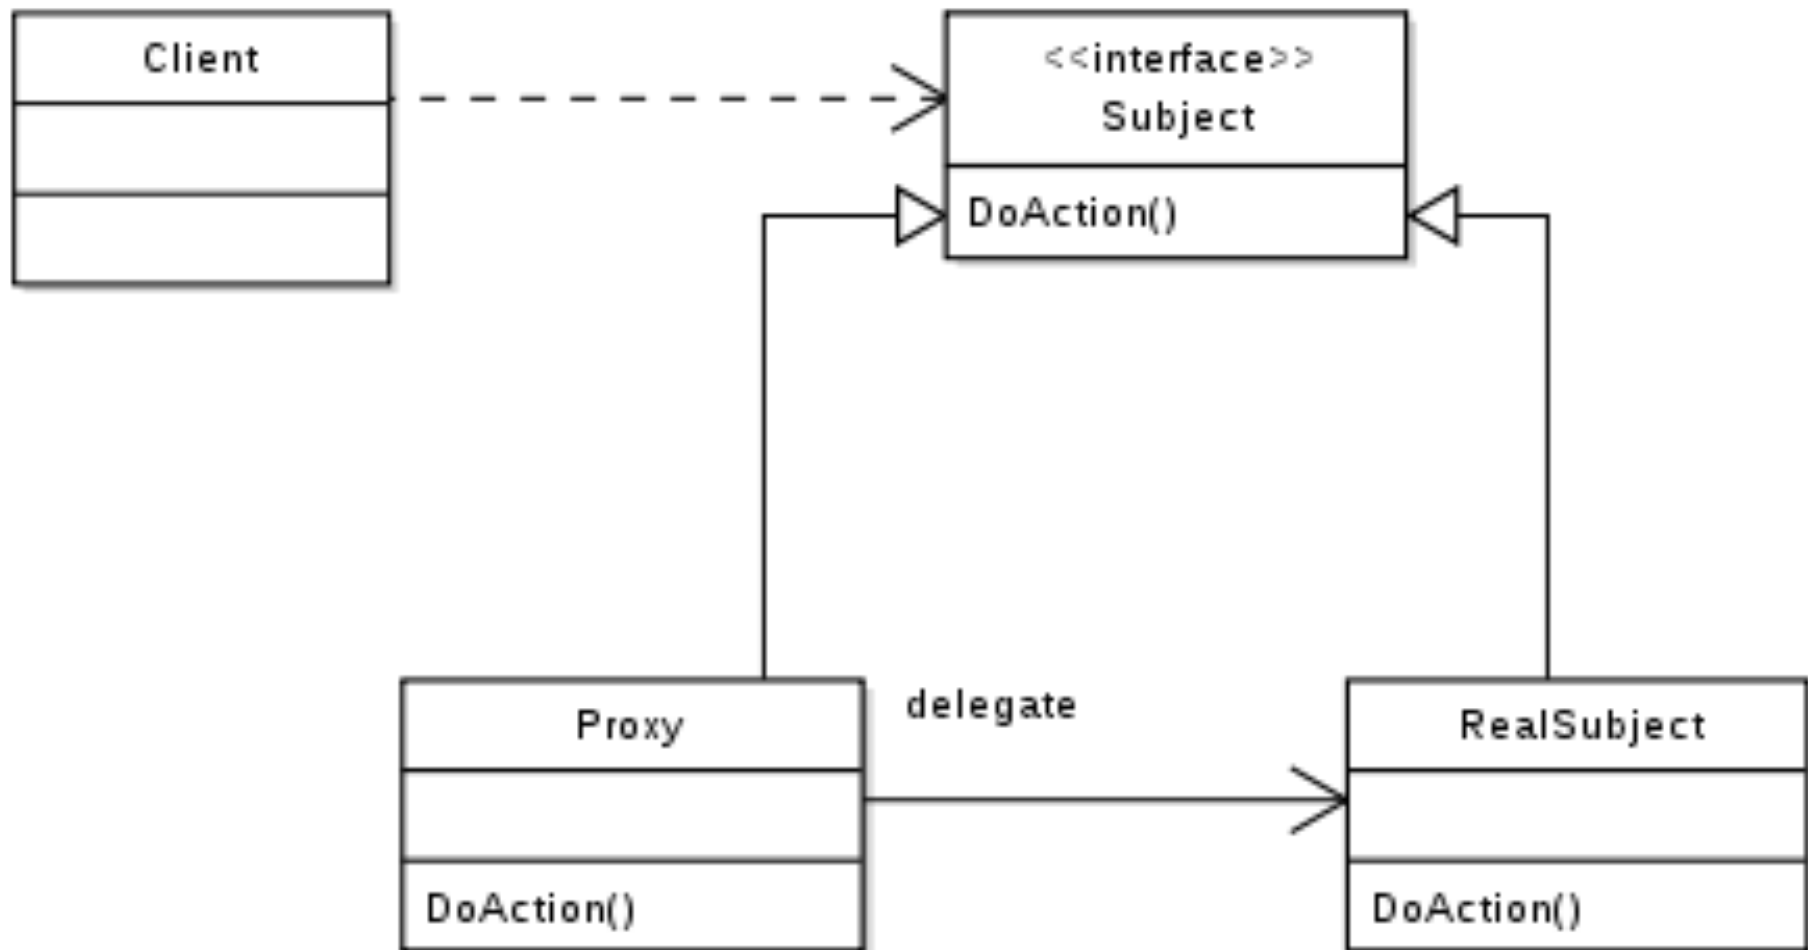 Client
<<interface>>
Subject
DoAction()
delegate
Proxy
RealSubject
DoAction()
DoAction()